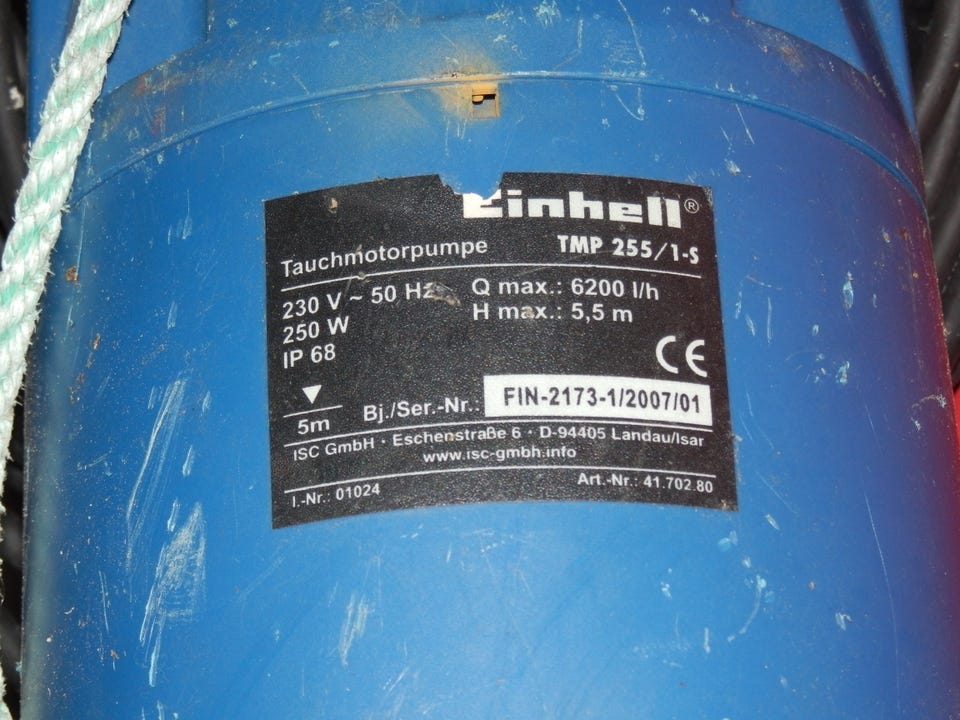 Einhell®
Tauchmotorpumpe TMP 255/1-S
230 V ~ 50 Hz Q max.: 6200 l/h
250 W H max.: 5,5 m
IP 68
CE
5m Bj./Ser.-Nr.: FIN-2173-1/2007/01
ISC GmbH · Eschenstraße 6 · D-94405 Landau/Isar
www.isc-gmbh.info
I.-Nr.: 01024 Art.-Nr.: 41.702.80